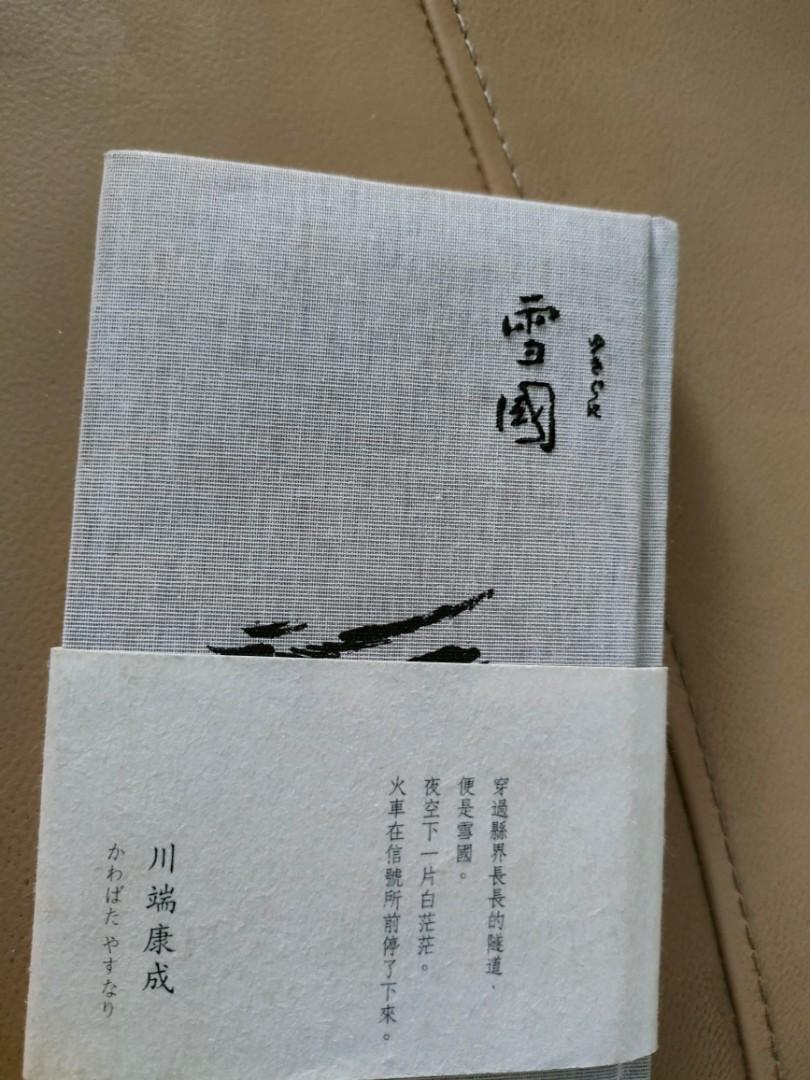 ゆきぐに
雪國
穿過縣界長長的隧道、
便是雪國。
夜空下一片白茫茫。
火車在信號所前停了下來。
川端康成
かわばた やすなり